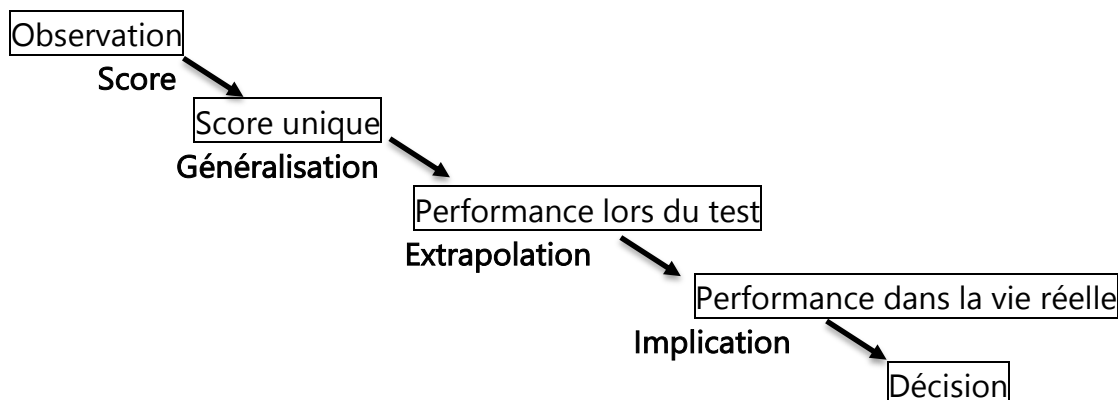 Observation
Score
Score unique
Généralisation
Performance lors du test
Extrapolation
Performance dans la vie réelle
Implication
Décision